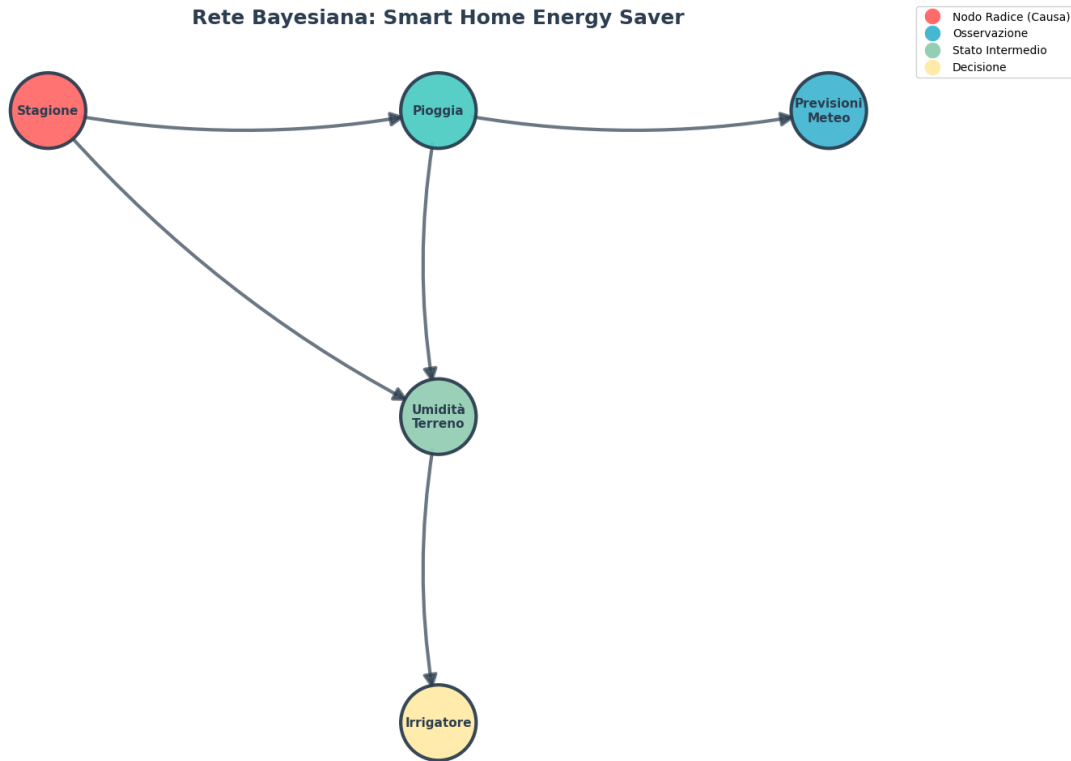 Rete Bayesiana: Smart Home Energy Saver
Nodo Radice (Causa)
Osservazione
Stato Intermedio
Decisione
Stagione
Pioggia
Previsioni
Meteo
Umidità
Terreno
Irrigatore